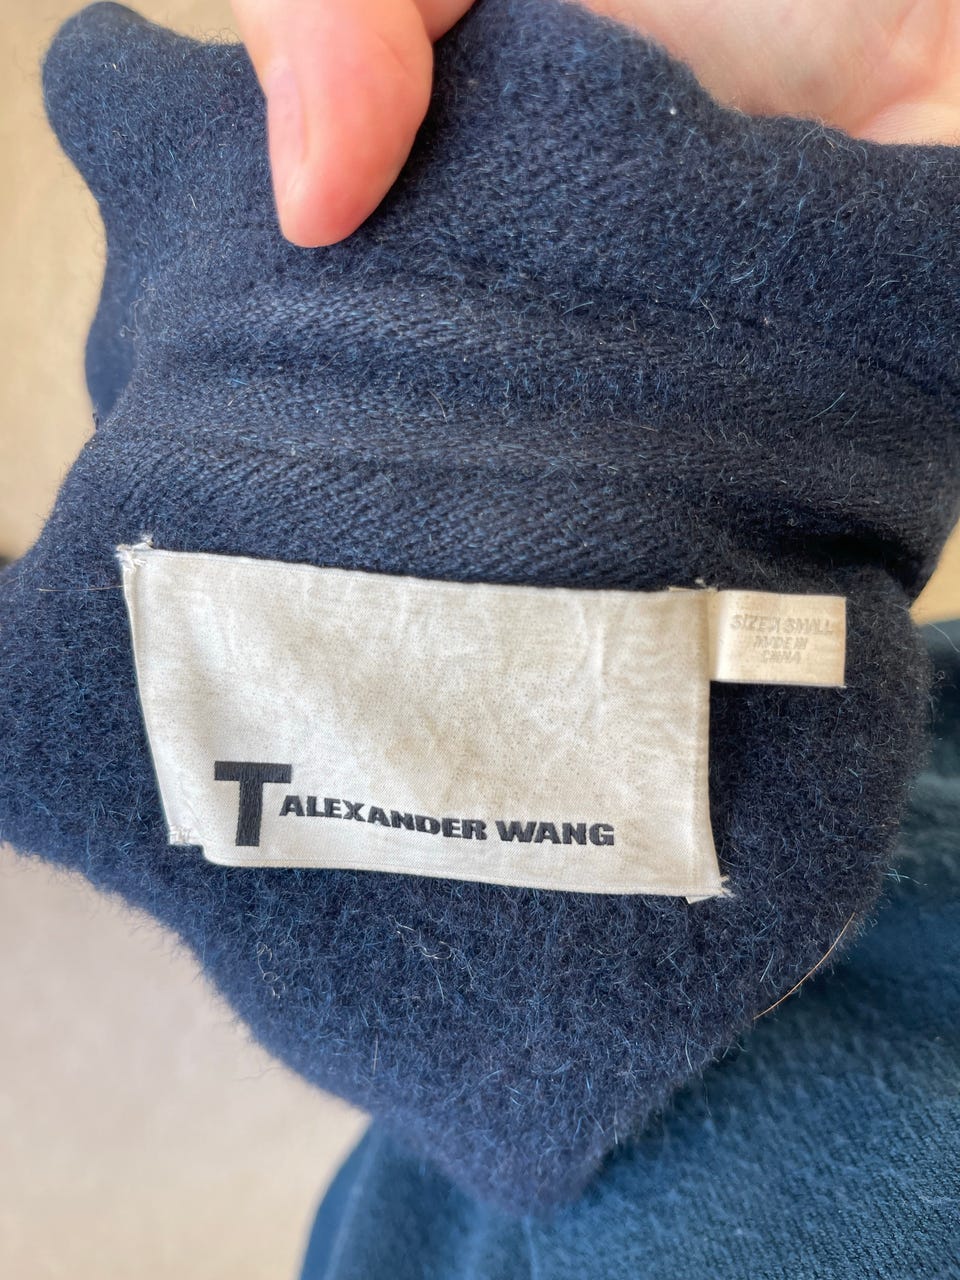 T ALEXANDER WANG
SIZE X SMALL
MADE IN
CHINA